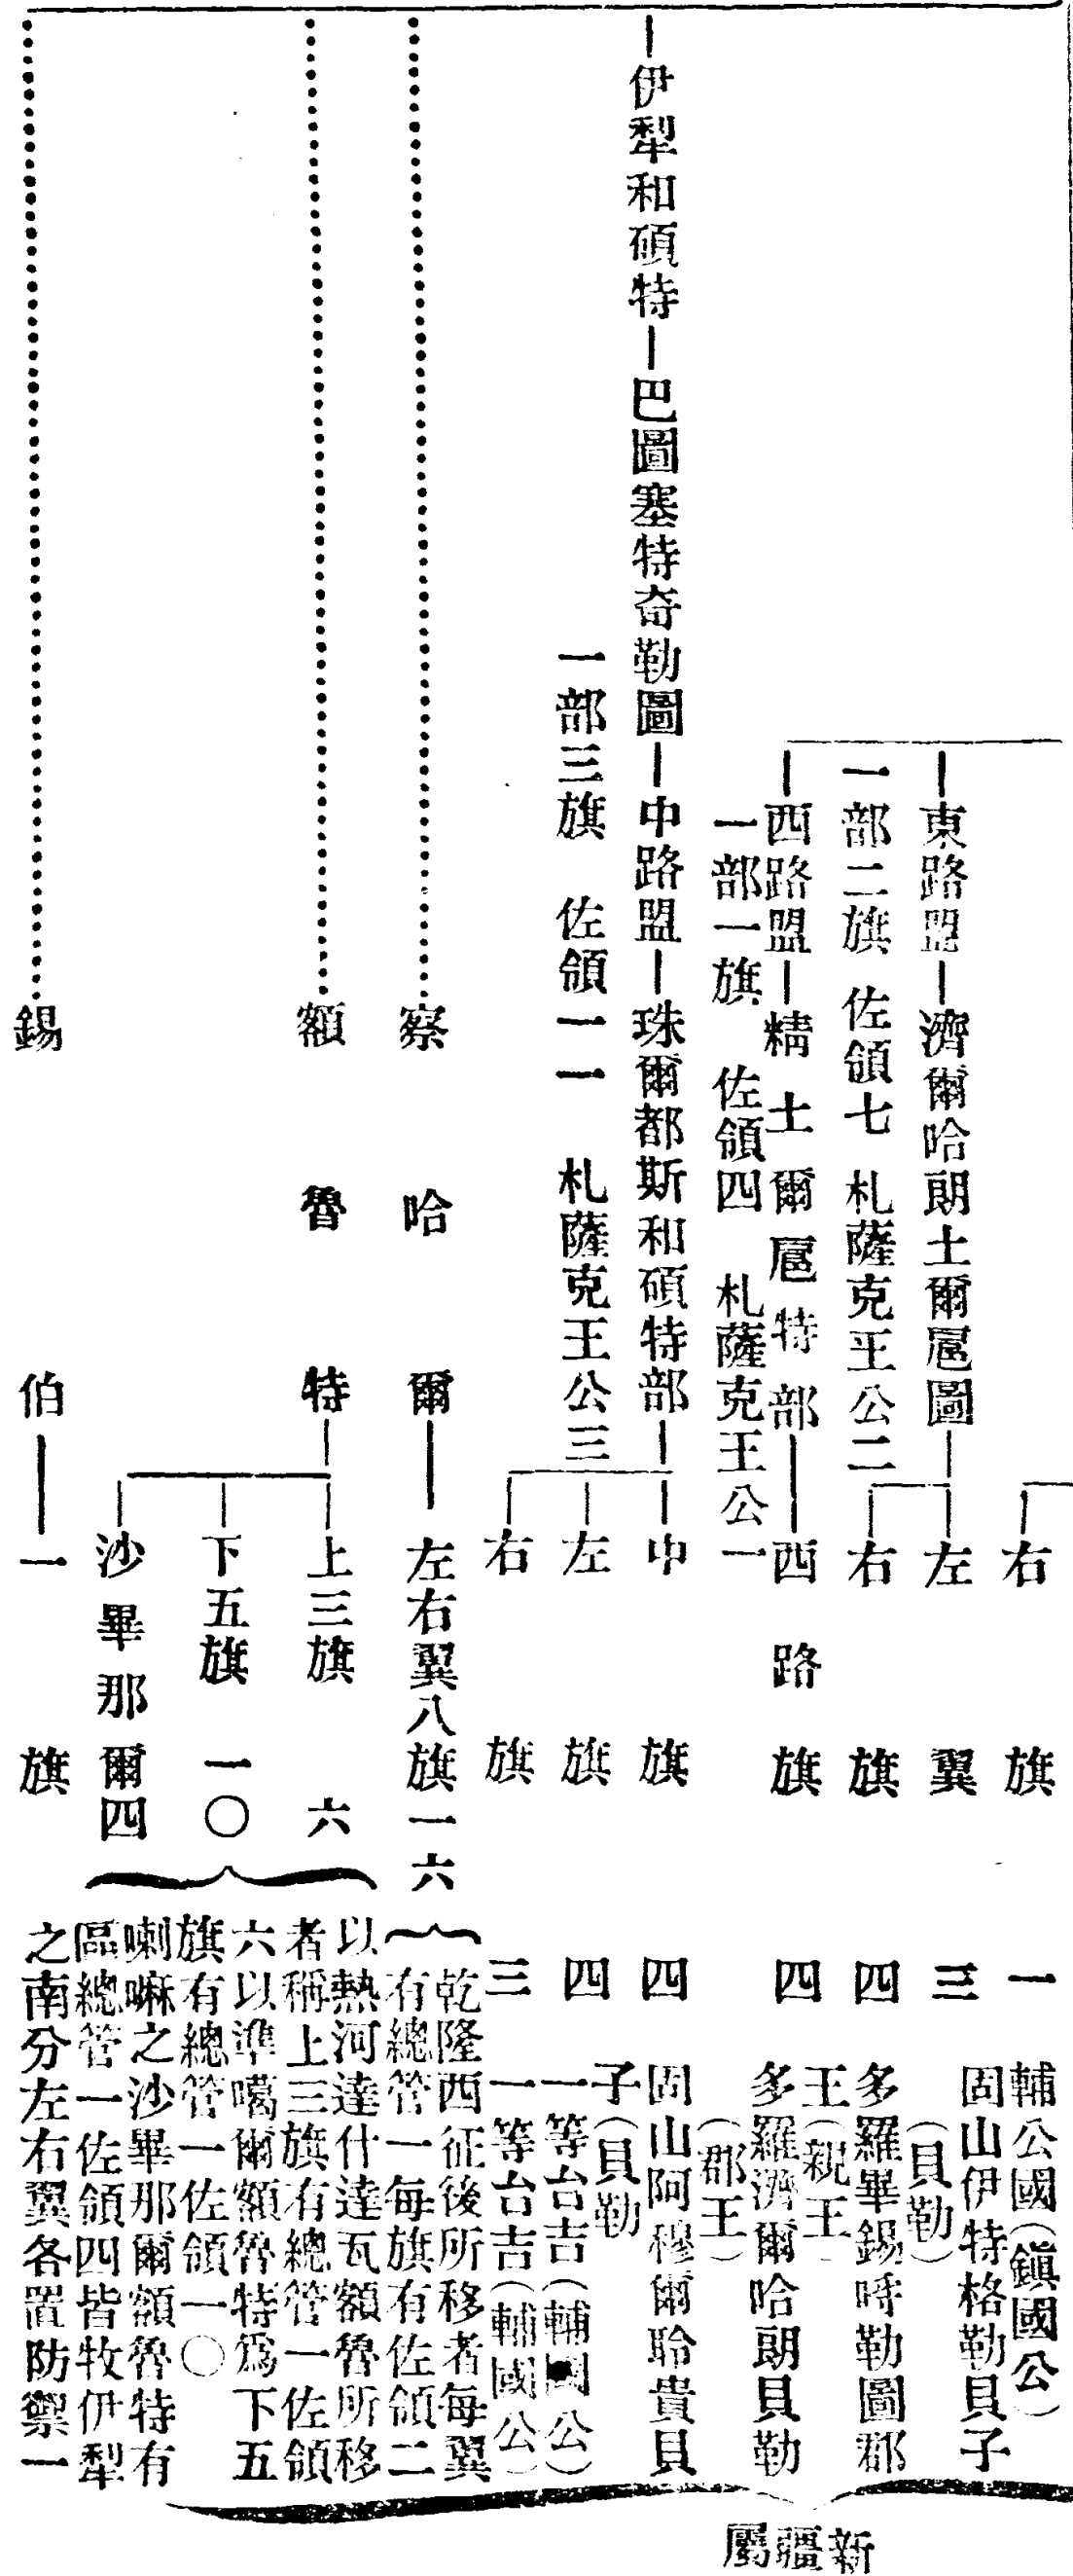 右旗 一 輔公國(鎭國公)
東路盟—濟爾哈朗土爾扈圖
一部二旗 佐領七 札薩克王公二
左翼 三 固山伊特格勒貝子(貝勒)
右旗 四 多羅畢錫呼勒圖郡王(親王)
西路盟—精土爾扈特部—西路旗 四 多羅濟爾哈朗貝勒(郡王)
一部一旗 佐領四 札薩克王公一
伊犁和碩特—巴圖塞特奇勒圖—中路盟—珠爾都斯和碩特部
一部三旗 佐領一一 札薩克王公三
中旗 四 固山阿穆爾聆貴貝子(貝勒)
左旗 四 一等台吉(輔國公)
右旗 三 一等台吉(輔國公)
察哈爾—左右翼八旗一六
乾隆西征後所移者每翼
有總管一每旗有佐領二
額魯特
上三旗 六
下五旗 一〇
沙畢那爾四
以熱河達什達瓦額魯所移
者稱上三旗有總管一佐領
六以準噶爾額魯特爲下五
旗有總管一佐領一〇
喇嘛之沙畢那爾額魯特有
區總管一佐領四皆牧伊犁
之南分左右翼各置防禦一
錫伯—一旗
新疆屬